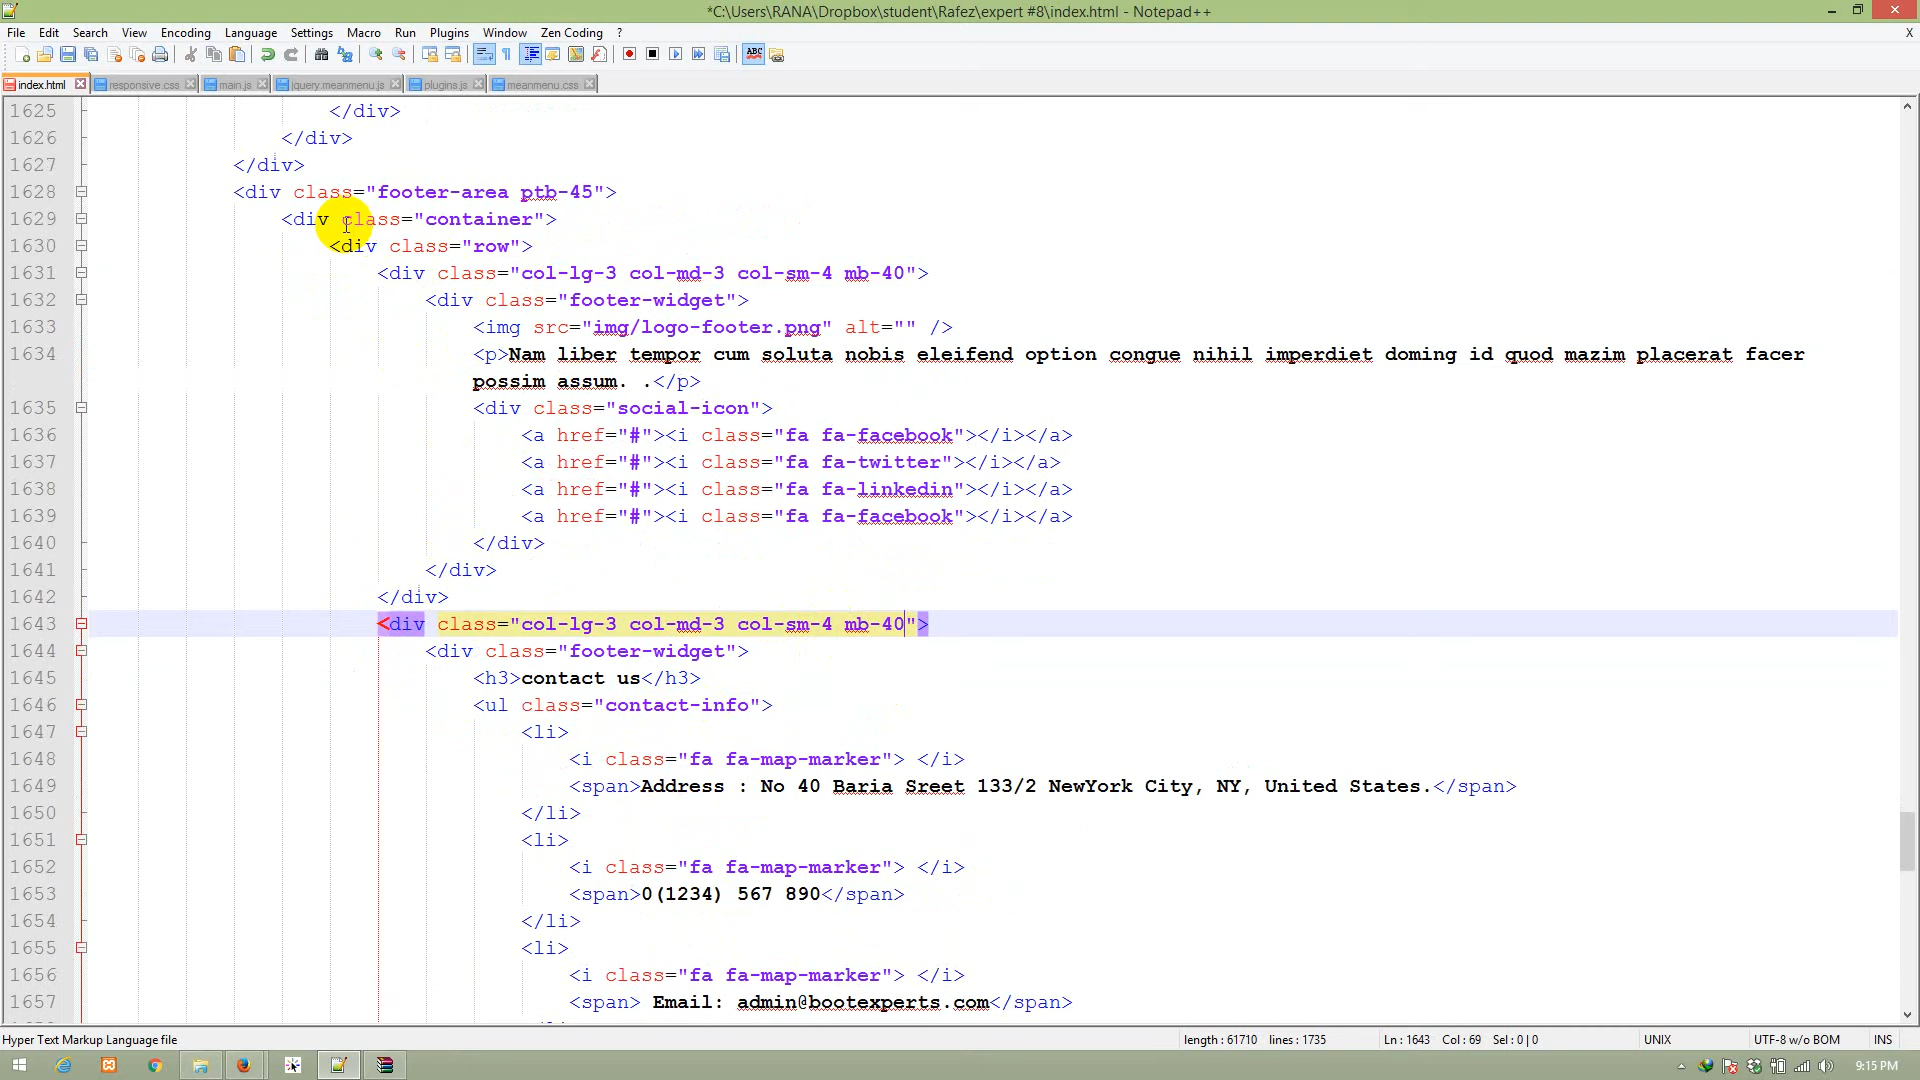 *C:\Users\RANA\Dropbox\student\Rafez\expert #8\index.html - Notepad++
File Edit Search View Encoding Language Settings Macro Run Plugins Window Zen Coding ? X
index.html responsive.css main.js jquery.meanmenu.js plugins.js meanmenu.css
1625 </div>
1626 </div>
1627 </div>
1628 <div class="footer-area ptb-45">
1629 <div class="container">
1630 <div class="row">
1631 <div class="col-lg-3 col-md-3 col-sm-4 mb-40">
1632 <div class="footer-widget">
1633 <img src="img/logo-footer.png" alt="" />
1634 <p>Nam liber tempor cum soluta nobis eleifend option congue nihil imperdiet doming id quod mazim placerat facer
possim assum. .</p>
1635 <div class="social-icon">
1636 <a href="#"><i class="fa fa-facebook"></i></a>
1637 <a href="#"><i class="fa fa-twitter"></i></a>
1638 <a href="#"><i class="fa fa-linkedin"></i></a>
1639 <a href="#"><i class="fa fa-facebook"></i></a>
1640 </div>
1641 </div>
1642 </div>
1643 <div class="col-lg-3 col-md-3 col-sm-4 mb-40">
1644 <div class="footer-widget">
1645 <h3>contact us</h3>
1646 <ul class="contact-info">
1647 <li>
1648 <i class="fa fa-map-marker"> </i>
1649 <span>Address : No 40 Baria Sreet 133/2 NewYork City, NY, United States.</span>
1650 </li>
1651 <li>
1652 <i class="fa fa-map-marker"> </i>
1653 <span>0(1234) 567 890</span>
1654 </li>
1655 <li>
1656 <i class="fa fa-map-marker"> </i>
1657 <span> Email: admin@bootexperts.com</span>
Hyper Text Markup Language file length : 61710 lines : 1735 Ln : 1643 Col : 69 Sel : 0 | 0 UNIX UTF-8 w/o BOM INS
9:15 PM